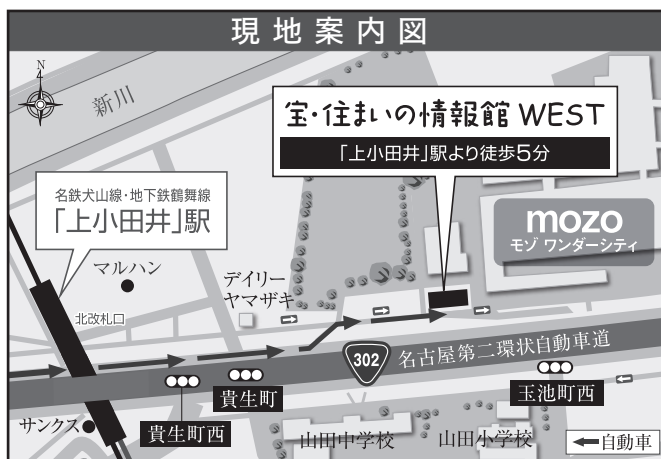 現地案内図
N
新川
宝・住まいの情報館 WEST
「上小田井」駅より徒歩5分
名鉄犬山線・地下鉄鶴舞線
「上小田井」駅
mozo
モゾ ワンダーシティ
マルハン
デイリー
ヤマザキ
北改札口
302
名古屋第二環状自動車道
貴生町
玉池町西
サンクス
貴生町西
山田中学校
山田小学校
自動車